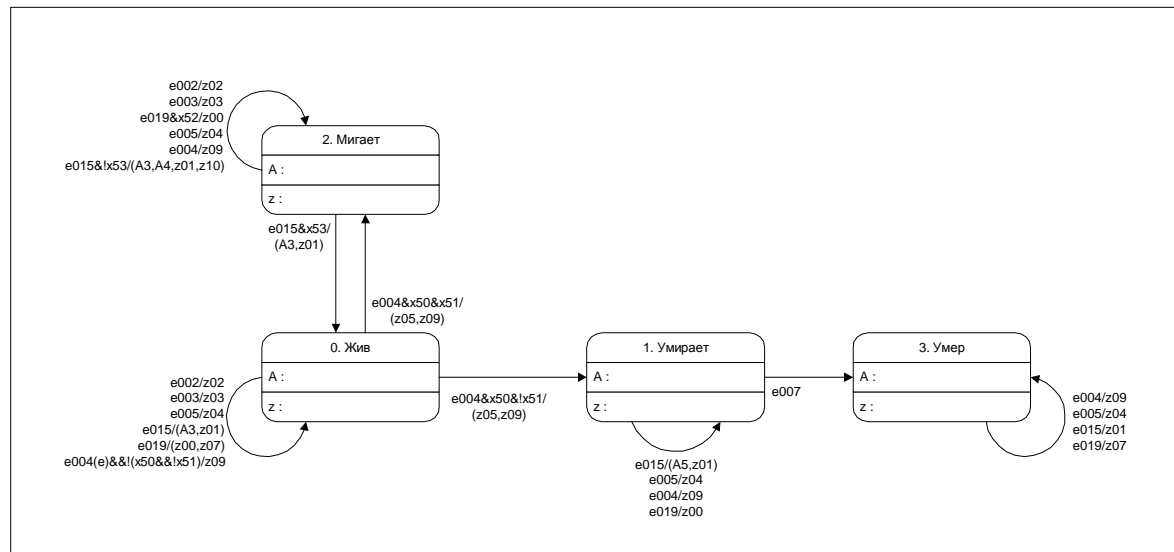 e002/z02
e003/z03
e019&x52/z00
e005/z04
e004/z09
e015&!x53/(A3,A4,z01,z10)
2. Мигает
A :
z :
e015&x53/
(A3,z01)
e004&x50&x51/
(z05,z09)
0. Жив
A :
z :
e002/z02
e003/z03
e005/z04
e015/(A3,z01)
e019/(z00,z07)
e004(e)&&!(x50&&!x51)/z09
e004&x50&!x51/
(z05,z09)
1. Умирает
A :
z :
e015/(A5,z01)
e005/z04
e004/z09
e019/z00
e007
3. Умер
A :
z :
e004/z09
e005/z04
e015/z01
e019/z07